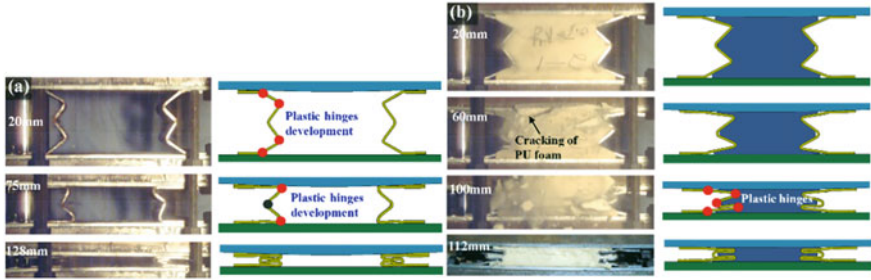 (a)
20mm
Plastic hinges
development
75mm
Plastic hinges
development
128mm
(b)
20mm
60mm
Cracking of
PU foam
100mm
Plastic hinges
112mm